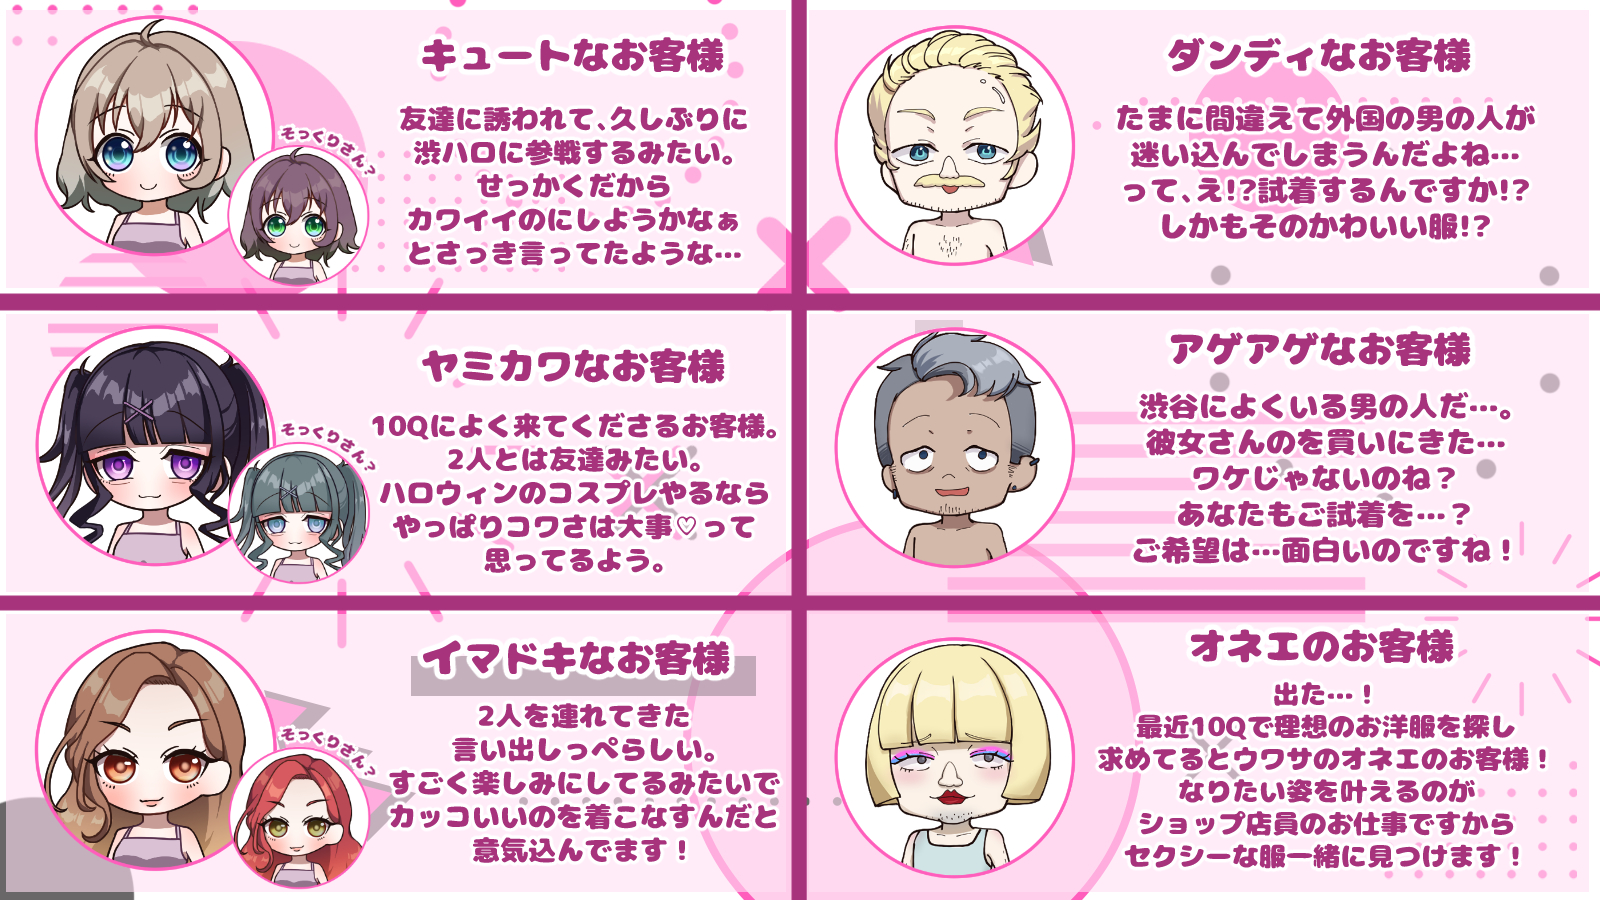 キュートなお客様
友達に誘われて、久しぶりに
渋ハロに参戦するみたい。
せっかくだから
カワイイのにしようかなぁ
とさっき言ってたような…
そっくりさん？
ダンディなお客様
たまに間違えて外国の男の人が
迷い込んでしまうんだよね…
って、え!?試着するんですか!?
しかもそのかわいい服!?
ヤミカワなお客様
10Qによく来てくださるお客様。
2人とは友達みたい。
ハロウィンのコスプレやるなら
やっぱりコワさは大事♡って
思ってるよう。
そっくりさん？
アゲアゲなお客様
渋谷によくいる男の人だ…。
彼女さんのを買いにきた…
ワケじゃないのね？
あなたもご試着を…？
ご希望は…面白いのですね！
イマドキなお客様
2人を連れてきた
言い出しっぺらしい。
すごく楽しみにしてるみたいで
カッコいいのを着こなすんだと
意気込んでます！
そっくりさん？
オネエのお客様
出た…！
最近10Qで理想のお洋服を探し
求めてるとウワサのオネエのお客様！
なりたい姿を叶えるのが
ショップ店員のお仕事ですから
セクシーな服一緒に見つけます！